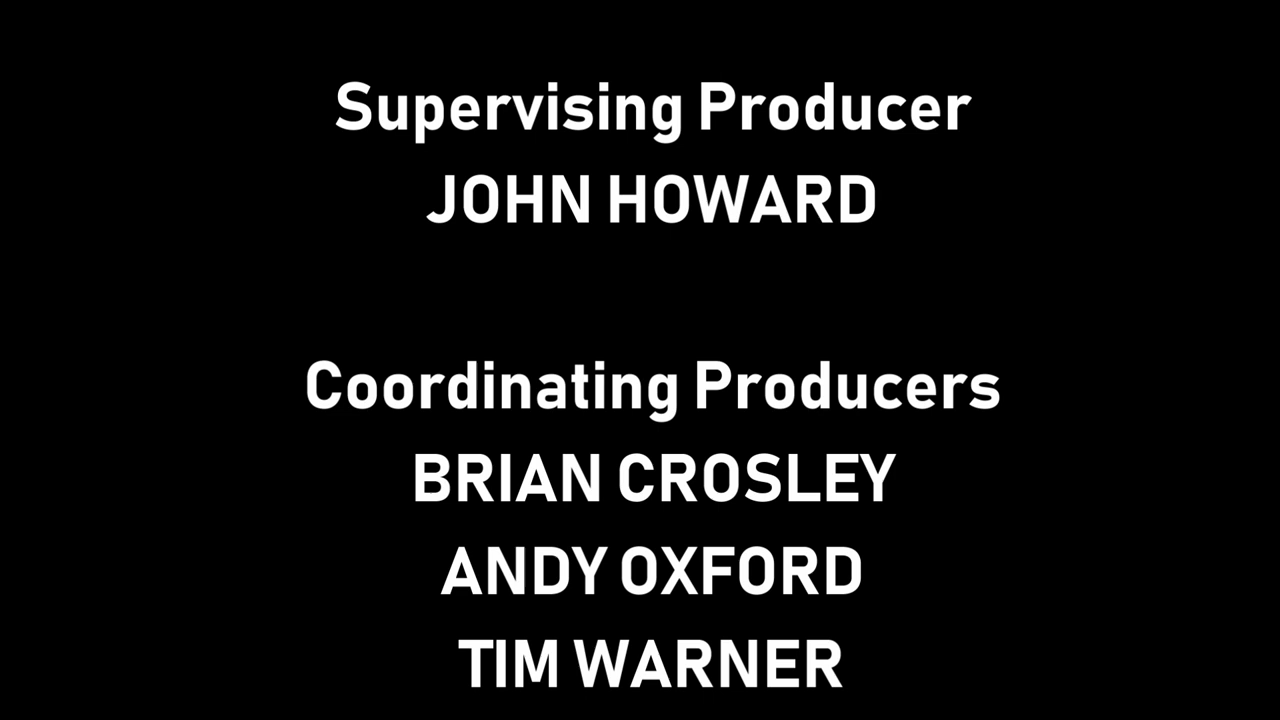 Supervising Producer
JOHN HOWARD
Coordinating Producers
BRIAN CROSLEY
ANDY OXFORD
TIM WARNER